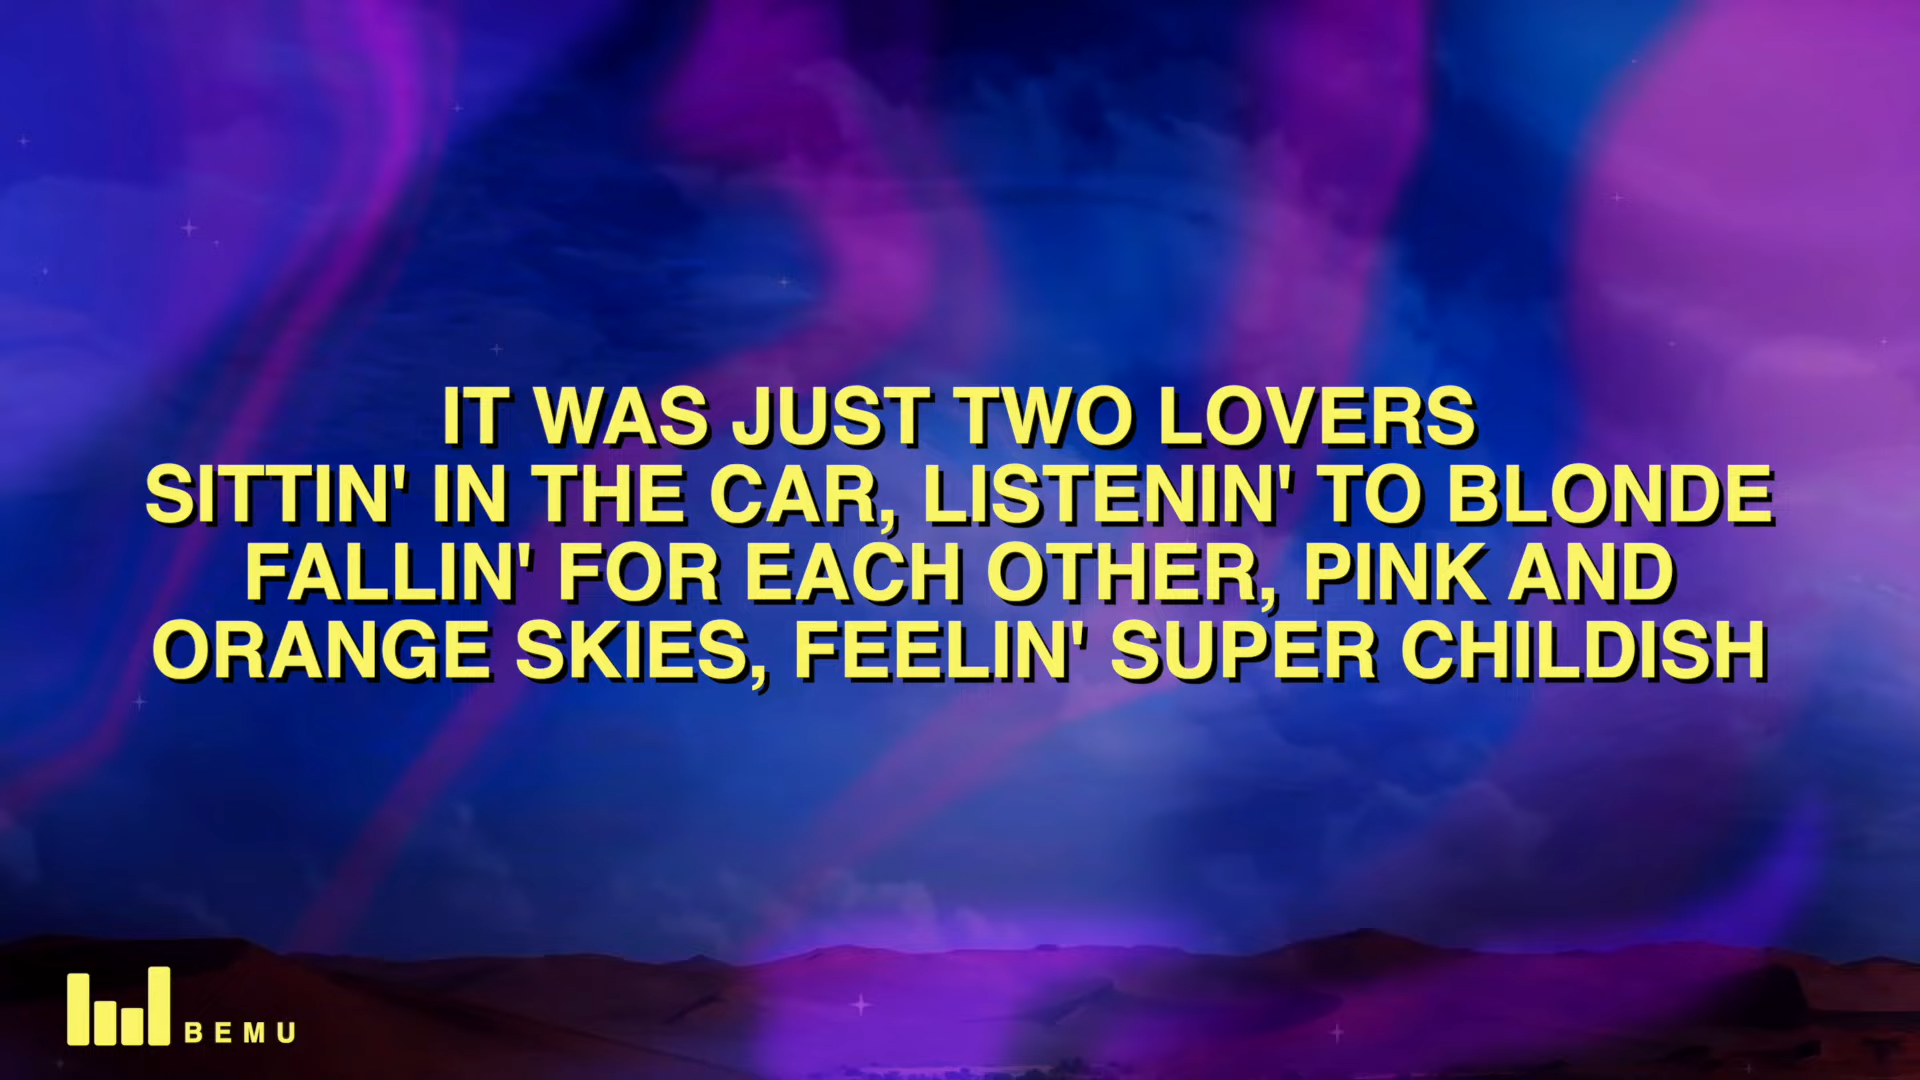 IT WAS JUST TWO LOVERS
SITTIN' IN THE CAR, LISTENIN' TO BLONDE
FALLIN' FOR EACH OTHER, PINK AND
ORANGE SKIES, FEELIN' SUPER CHILDISH
BEMU